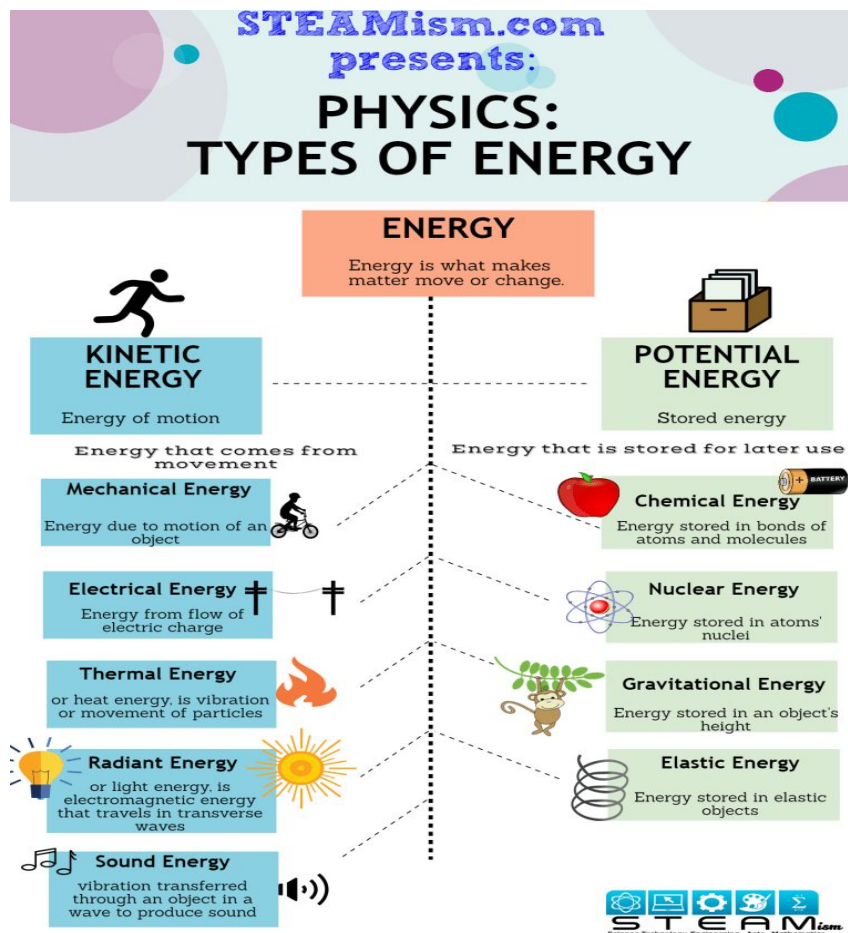 STEAMism.com
presents:
PHYSICS:
TYPES OF ENERGY
ENERGY
Energy is what makes
matter move or change.
KINETIC
ENERGY
Energy of motion
Energy that comes from
movement
Mechanical Energy
Energy due to motion of an
object
Electrical Energy
Energy from flow of
electric charge
Thermal Energy
or heat energy, is vibration
or movement of particles
Radiant Energy
or light energy, is
electromagnetic energy
that travels in transverse
waves
Sound Energy
vibration transferred
through an object in a
wave to produce sound
POTENTIAL
ENERGY
Stored energy
Energy that is stored for later use
BATTERY
Chemical Energy
Energy stored in bonds of
atoms and molecules
Nuclear Energy
Energy stored in atoms'
nuclei
Gravitational Energy
Energy stored in an object's
height
Elastic Energy
Energy stored in elastic
objects
STEAMism